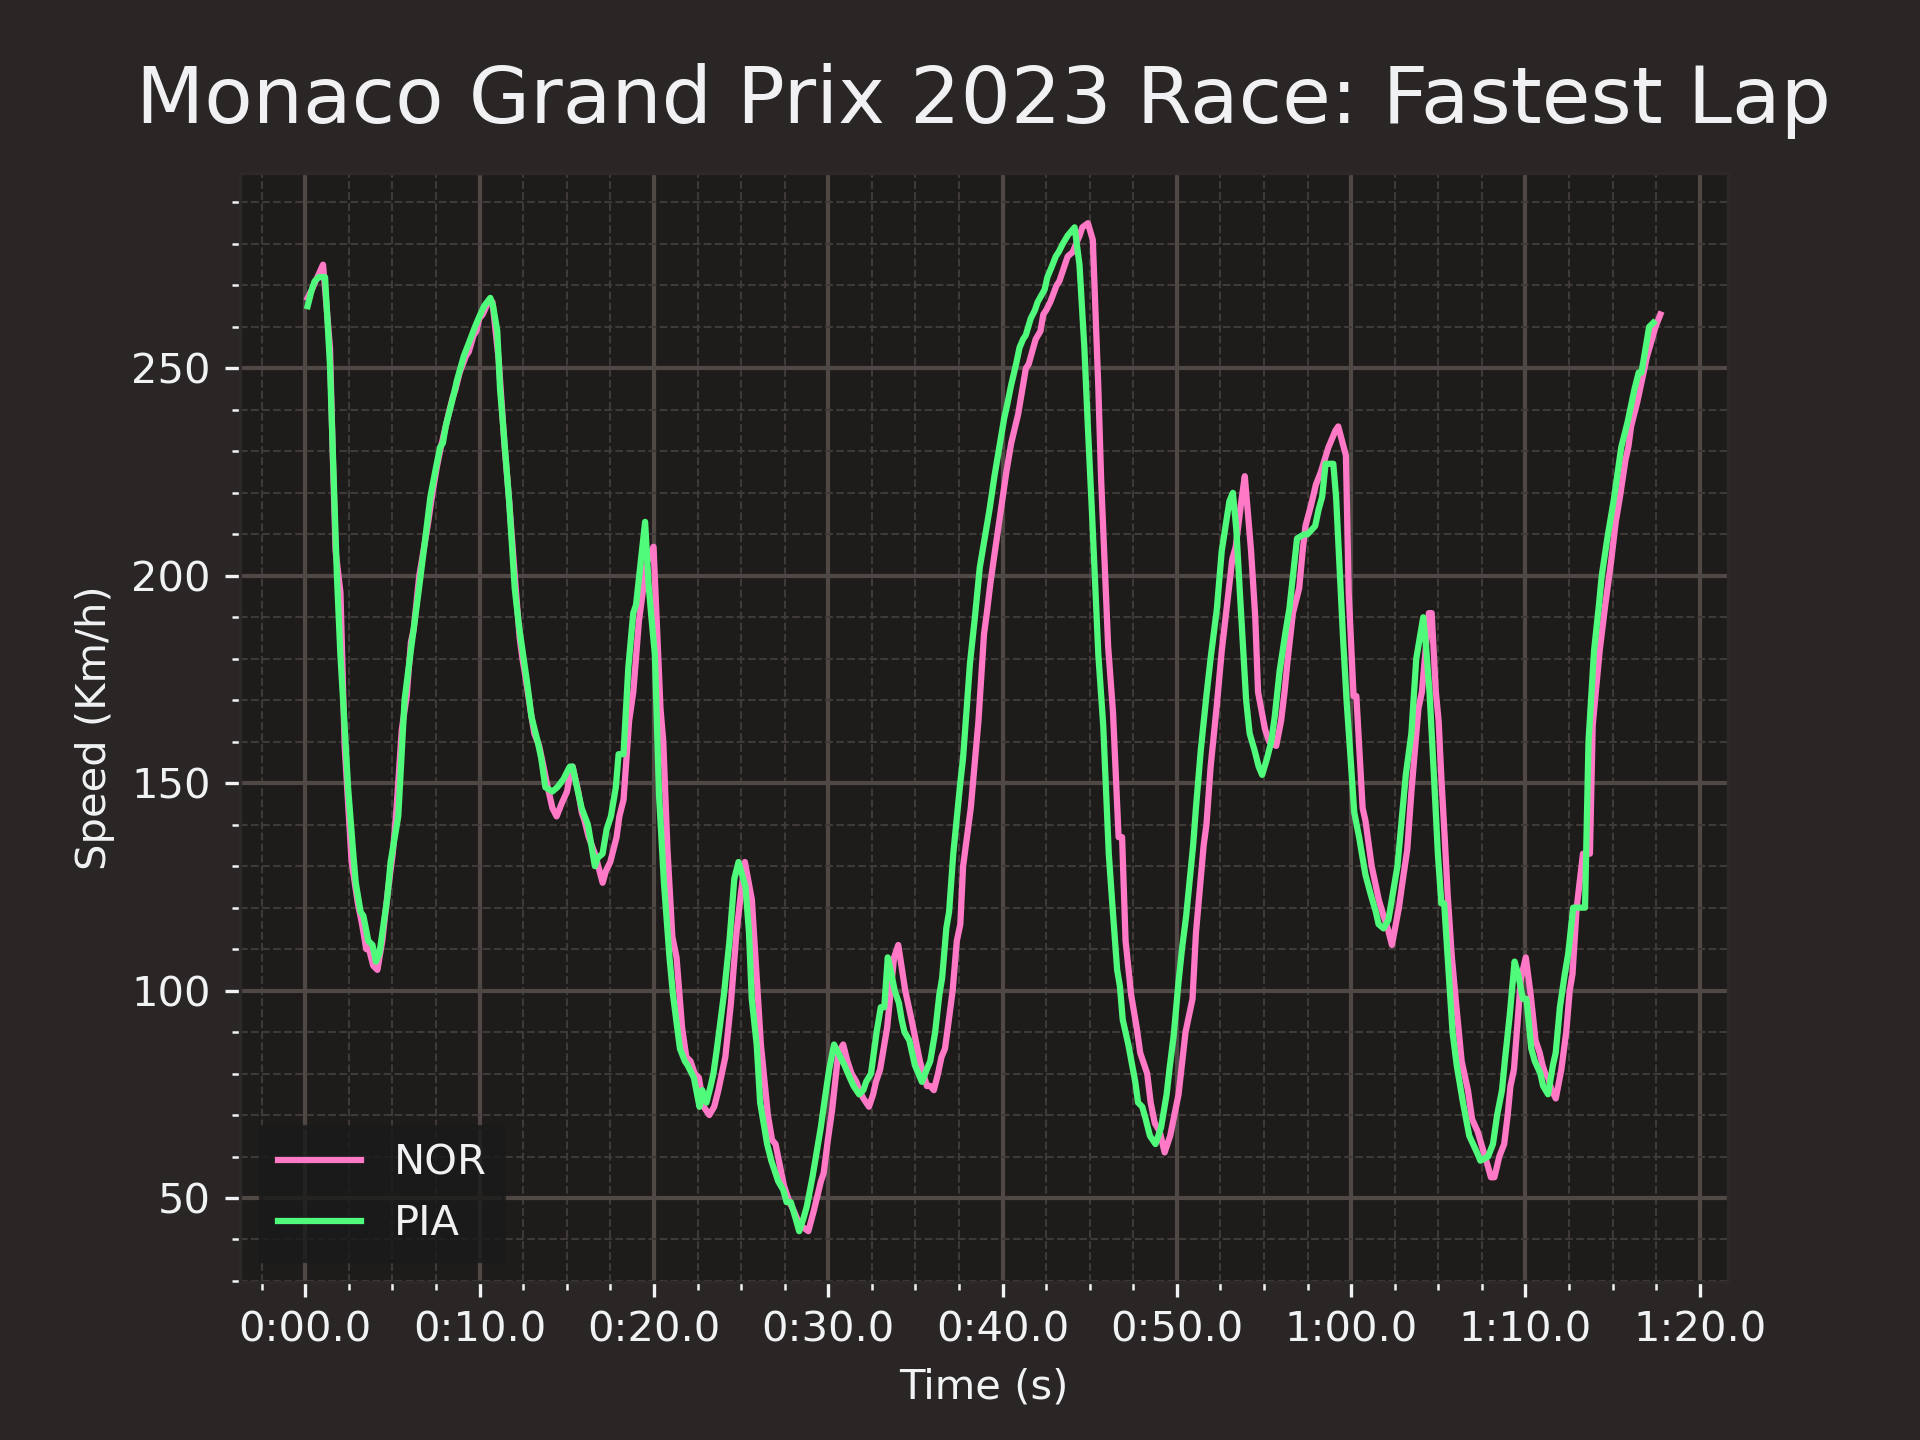 Monaco Grand Prix 2023 Race: Fastest Lap
Speed (Km/h)
250
200
150
100
50
NOR
PIA
0:00.0 0:10.0 0:20.0 0:30.0 0:40.0 0:50.0 1:00.0 1:10.0 1:20.0
Time (s)